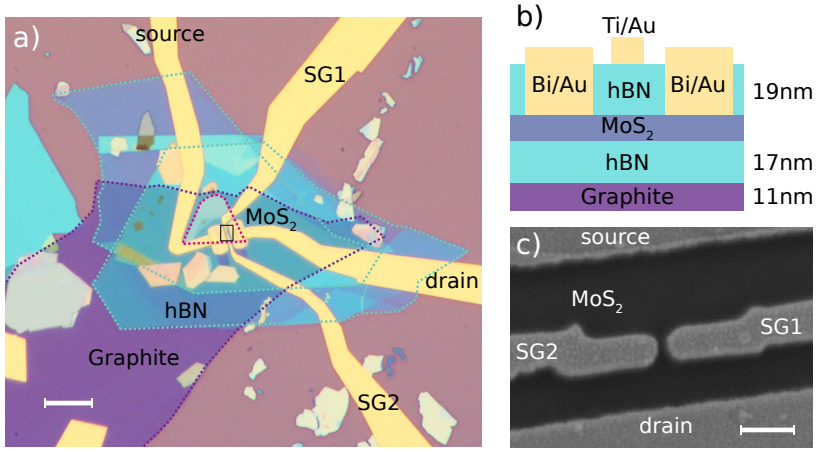 a)
source
SG1
MoS₂
drain
hBN
Graphite
SG2
b)
Ti/Au
Bi/Au
hBN
Bi/Au
19nm
MoS₂
hBN
17nm
Graphite
11nm
c)
source
MoS₂
SG1
SG2
drain